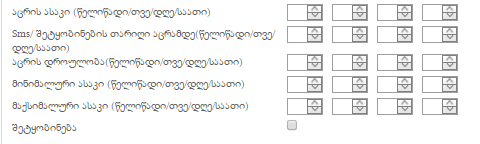 აცრის ასაკი (წელიწადი/თვე/დღე/საათი)
Sms/ შეტყობინების თარიღი აცრამდე(წელიწადი/თვე/
დღე/საათი)
აცრის დროულობა(წელიწადი/თვე/დღე/საათი)
მინიმალური ასაკი (წელიწადი/თვე/დღე/საათი)
მაქსიმალური ასაკი (წელიწადი/თვე/დღე/საათი)
შეტყობინება